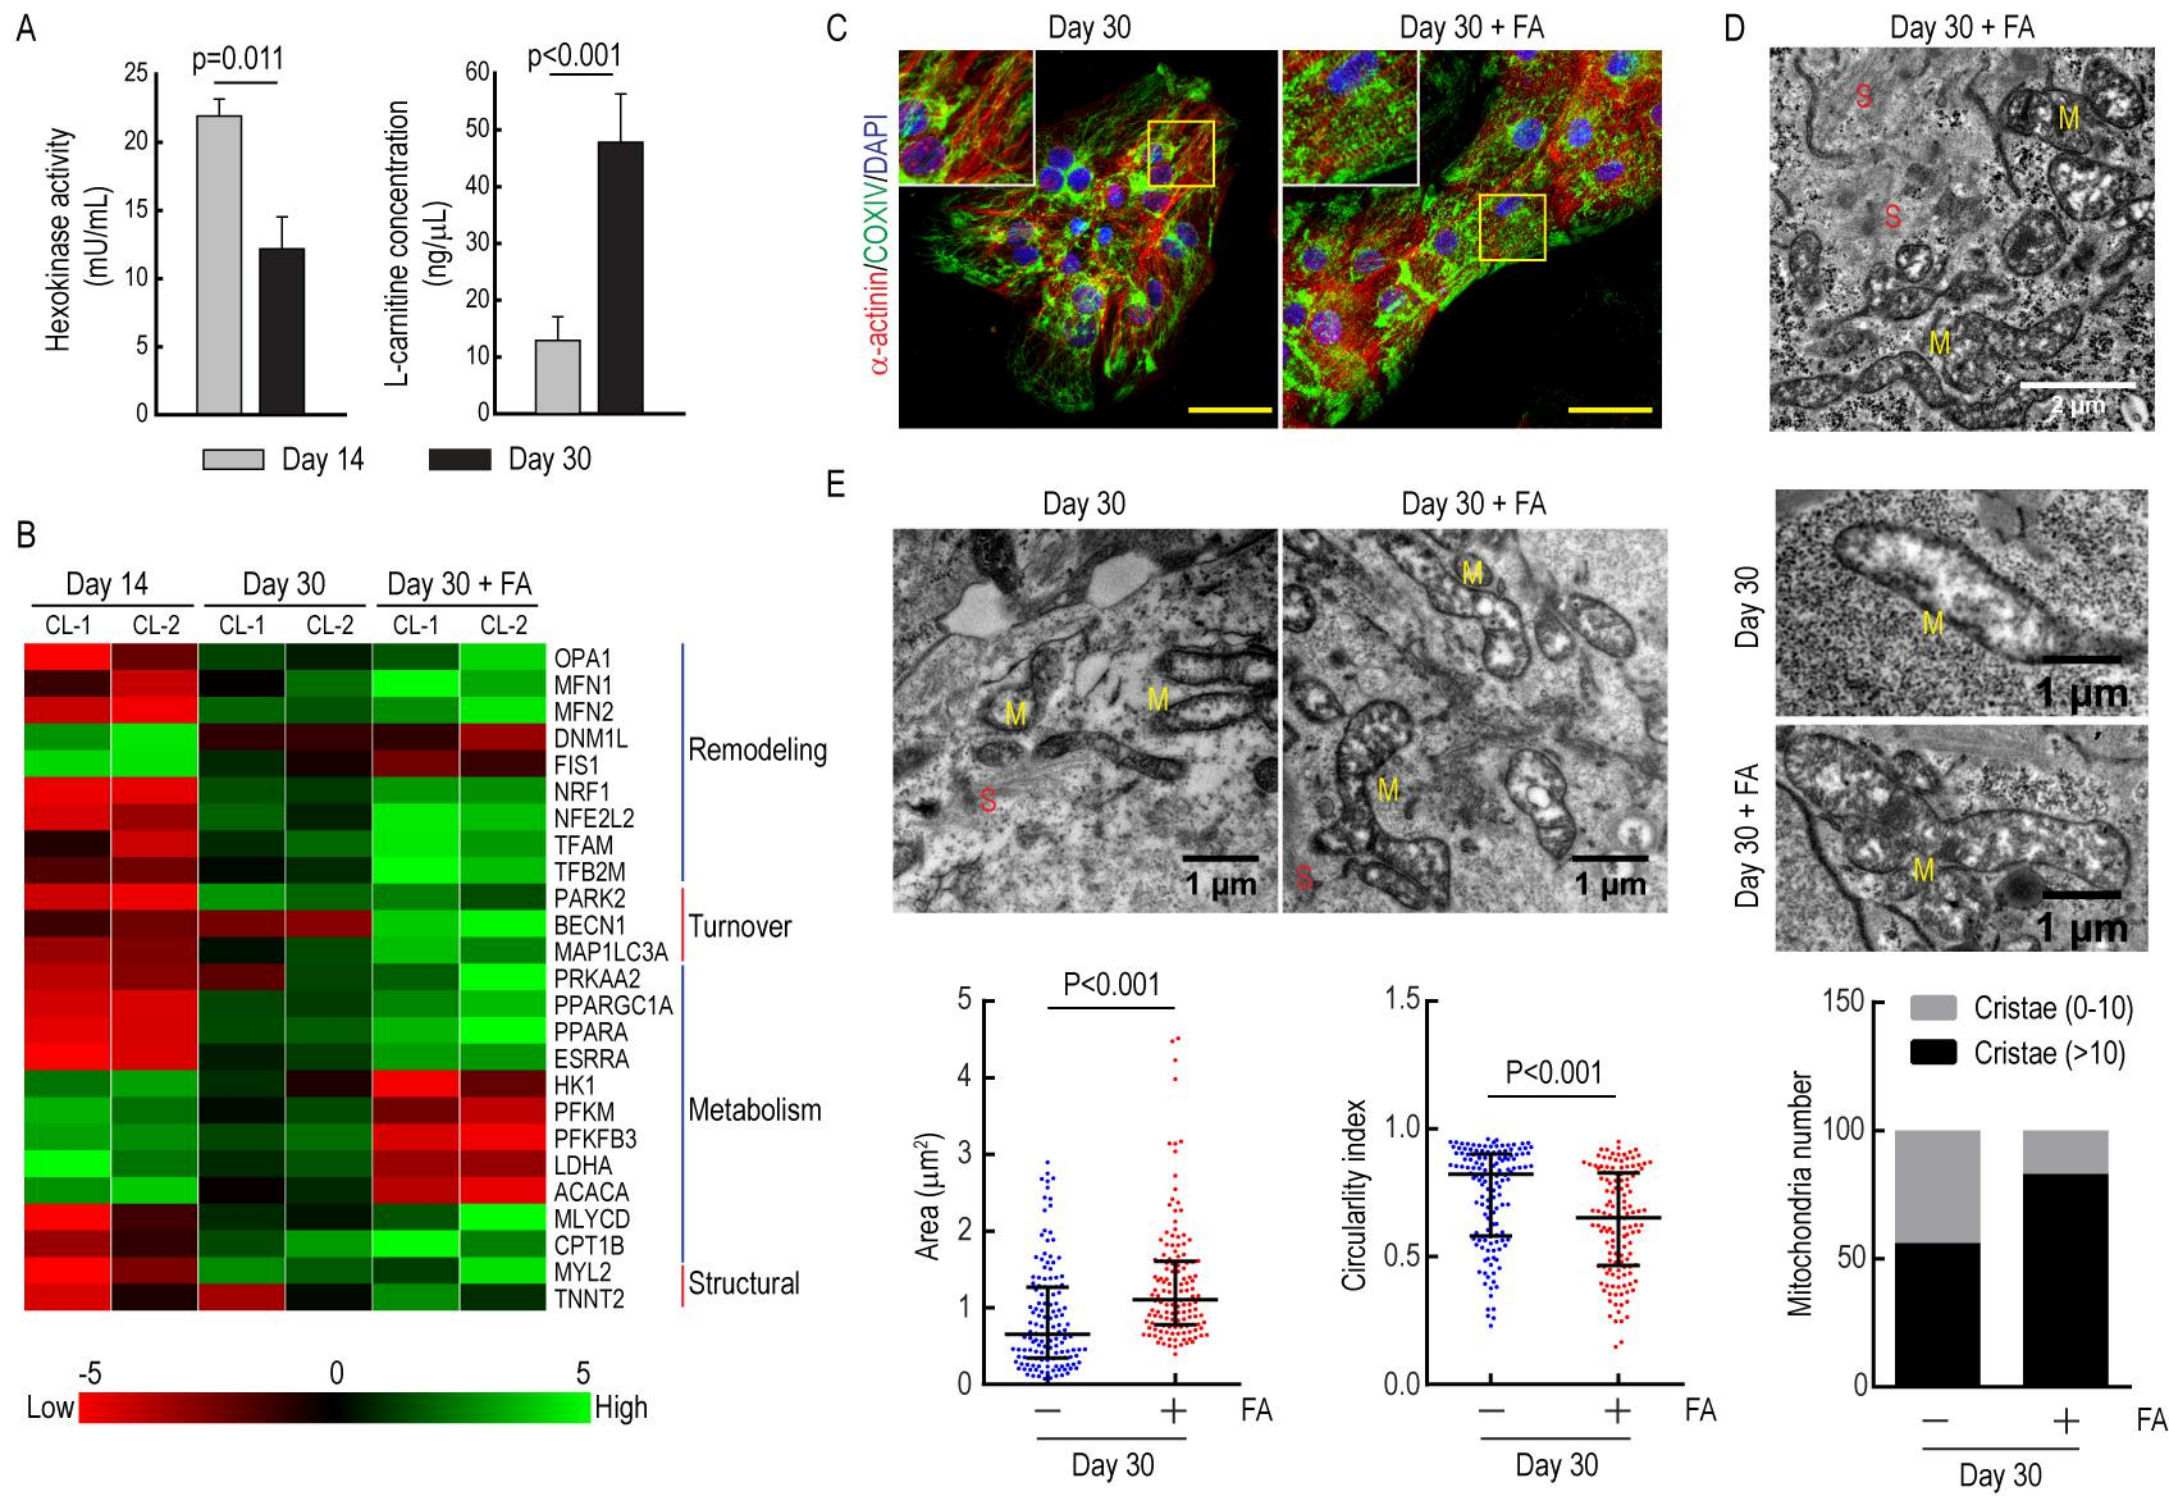 A
p=0.011
25
20
15
10
5
0
Hexokinase activity
(mU/mL)
p<0.001
60
50
40
30
20
10
0
L-carnitine concentration
(ng/µL)
Day 14
Day 30
B
Day 14 Day 30 Day 30 + FA
CL-1 CL-2 CL-1 CL-2 CL-1 CL-2
OPA1
MFN1
MFN2
DNM1L
FIS1
NRF1
NFE2L2
TFAM
TFB2M
PARK2
BECN1
MAP1LC3A
PRKAA2
PPARGC1A
PPARA
ESRRA
HK1
PFKM
PFKFB3
LDHA
ACACA
MLYCD
CPT1B
MYL2
TNNT2
Remodeling
Turnover
Metabolism
Structural
-5 0 5
Low High
C
Day 30 Day 30 + FA
α-actinin/COXIV/DAPI
D
Day 30 + FA
S
M
S
M
2 µm
E
Day 30 Day 30 + FA
M
M
S
1 µm
M
M
S
1 µm
Day 30
M
1 µm
Day 30 + FA
M
1 µm
P<0.001
5
4
3
2
1
0
Area (µm²)
− + FA
Day 30
P<0.001
1.5
1.0
0.5
0.0
Circularlity index
− + FA
Day 30
150
100
50
0
Cristae (0-10)
Cristae (>10)
Mitochondria number
− + FA
Day 30